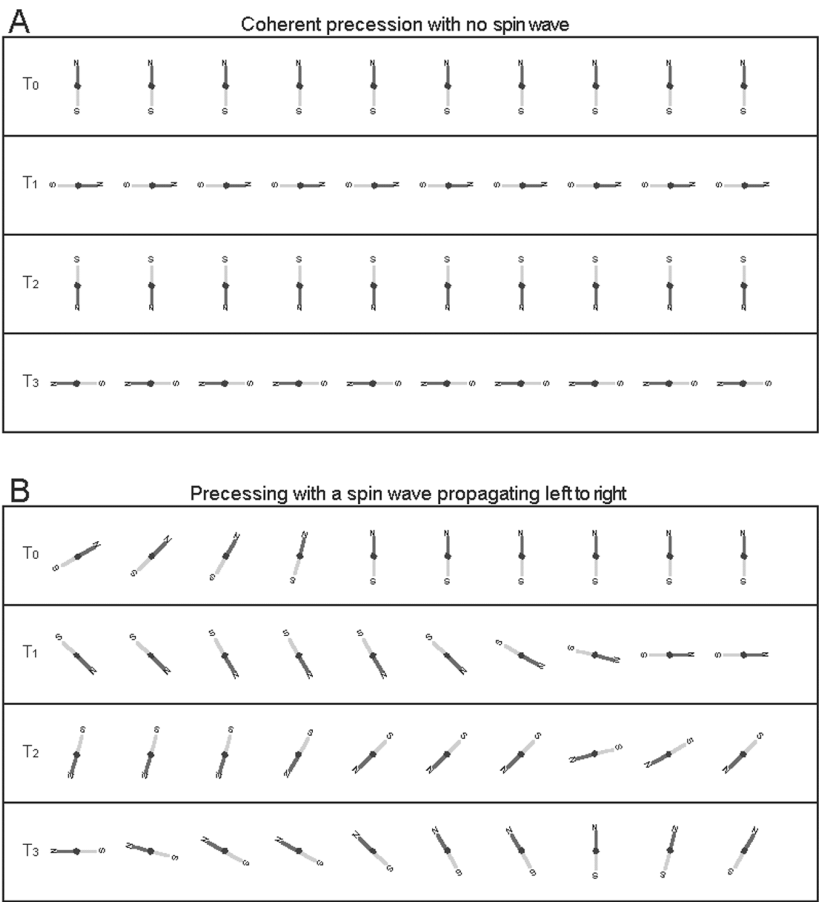 A
Coherent precession with no spin wave
T0 N N N N N N N N N N
S S S S S S S S S S
T1 S N S N S N S N S N S N S N S N S N S N
T2 S S S S S S S S S S
N N N N N N N N N N
T3 N S N S N S N S N S N S N S N S N S N S
B
Precessing with a spin wave propagating left to right
T0 N N N N N N N N N N
S S S S S S S S S S
T1 S S S S S S S S S N S N
N N N N N N N N
T2 S S S S S S S S S S
N N N N N N N N N N
T3 N S N N N N N N N N N
S S S S S S S S S